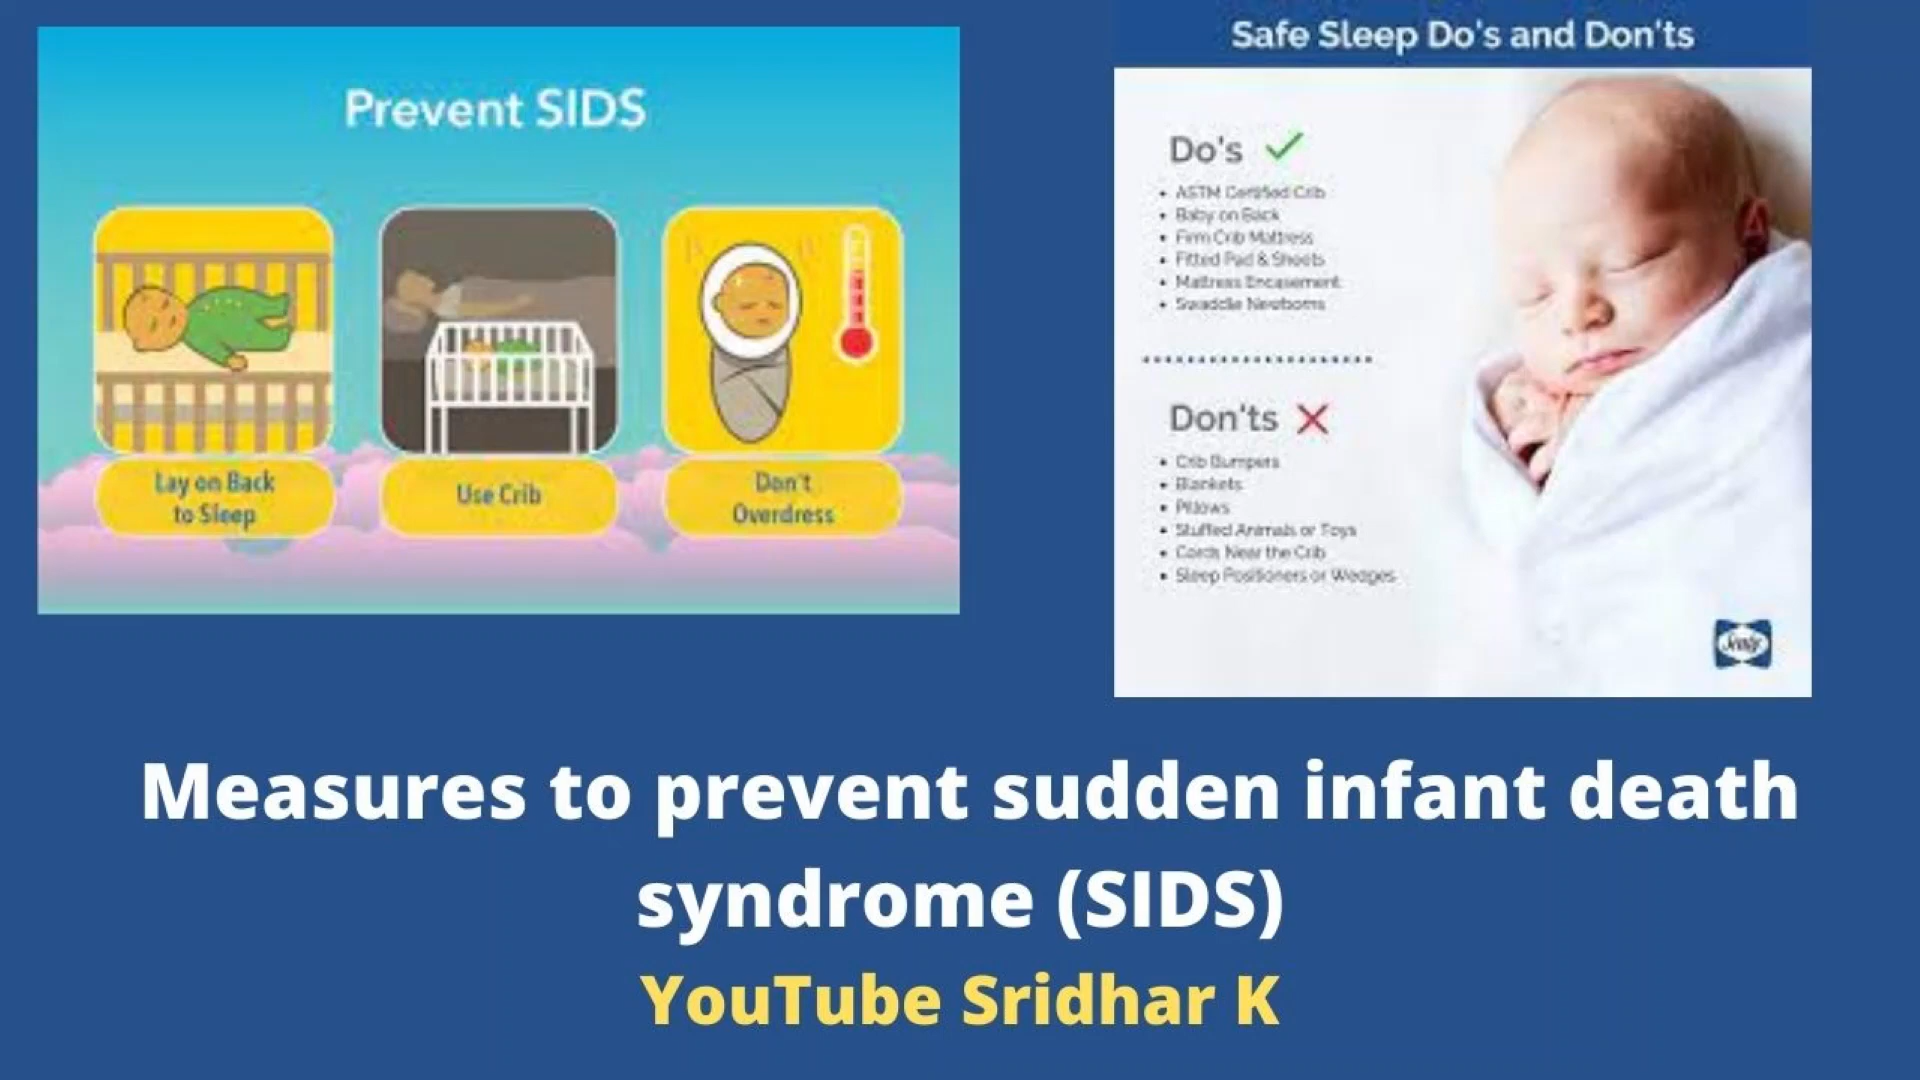 Prevent SIDS
Lay on Back
to Sleep
Use Crib
Don't
Overdress
Safe Sleep Do's and Don'ts
Do's
ASTM Certified Crib
Baby on Back
Firm Crib Mattress
Fitted Pad & Sheets
Mattress Encasement
Swaddle Newborns
Don'ts
Crib Bumpers
Blankets
Pillows
Stuffed Animals or Toys
Cords Near the Crib
Sleep Positioners or Wedges
Sealy
Measures to prevent sudden infant death
syndrome (SIDS)
YouTube Sridhar K